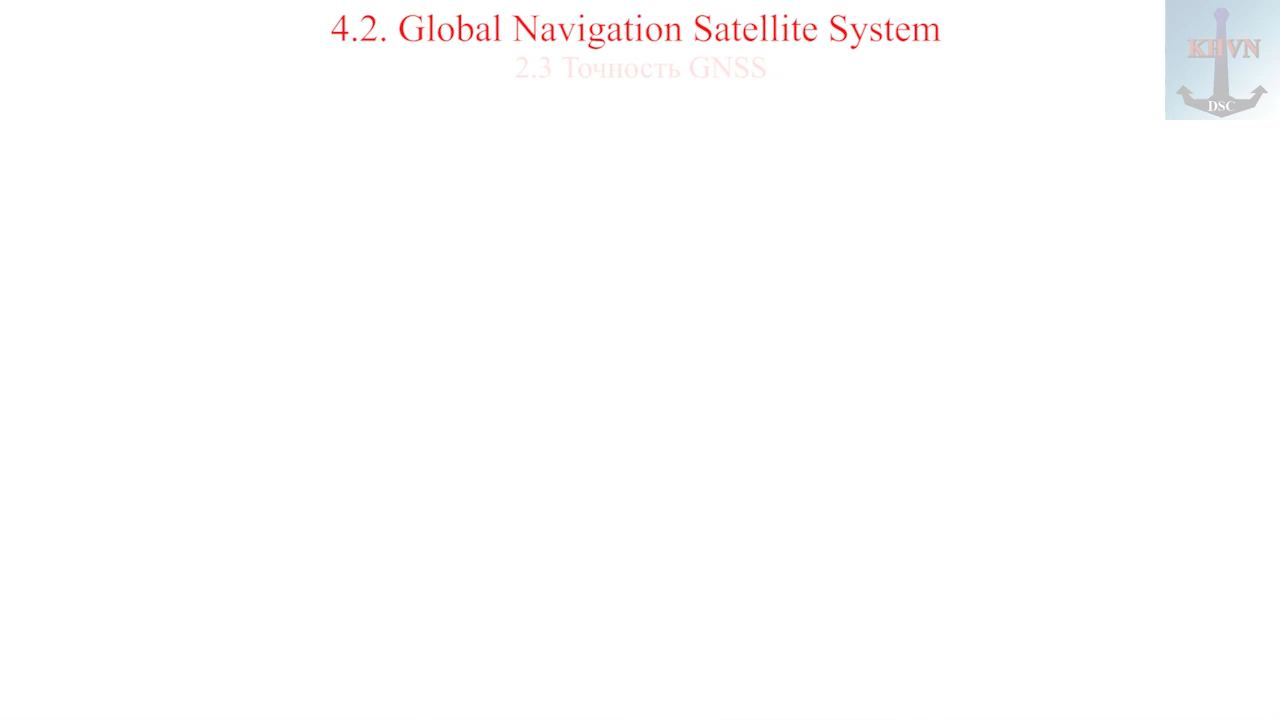 4.2. Global Navigation Satellite System
2.3 Точность GNSS
KHVN
DSC